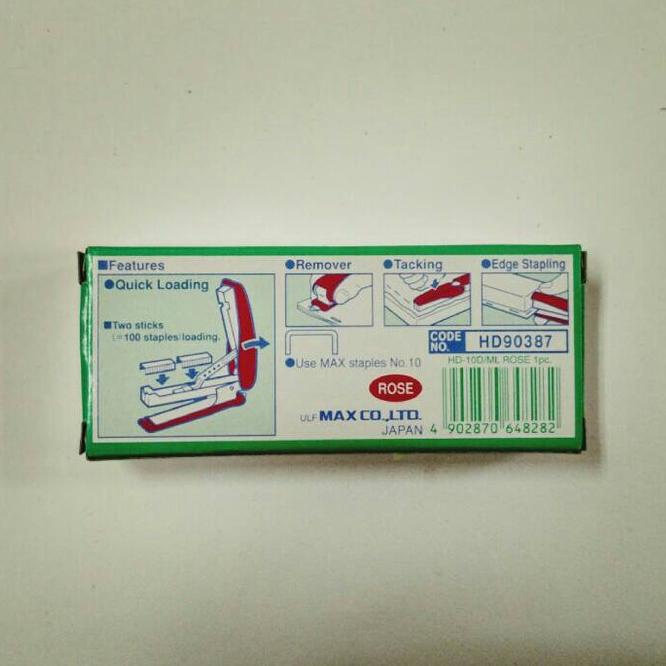 ■Features
●Quick Loading
■Two sticks
(=100 staples)loading.
●Remover
●Tacking
●Edge Stapling
●Use MAX staples No.10
CODE NO. HD90387
HD-10D/ML ROSE 1pc.
ROSE
ULF MAX CO.,LTD.
JAPAN
4 902870 648282